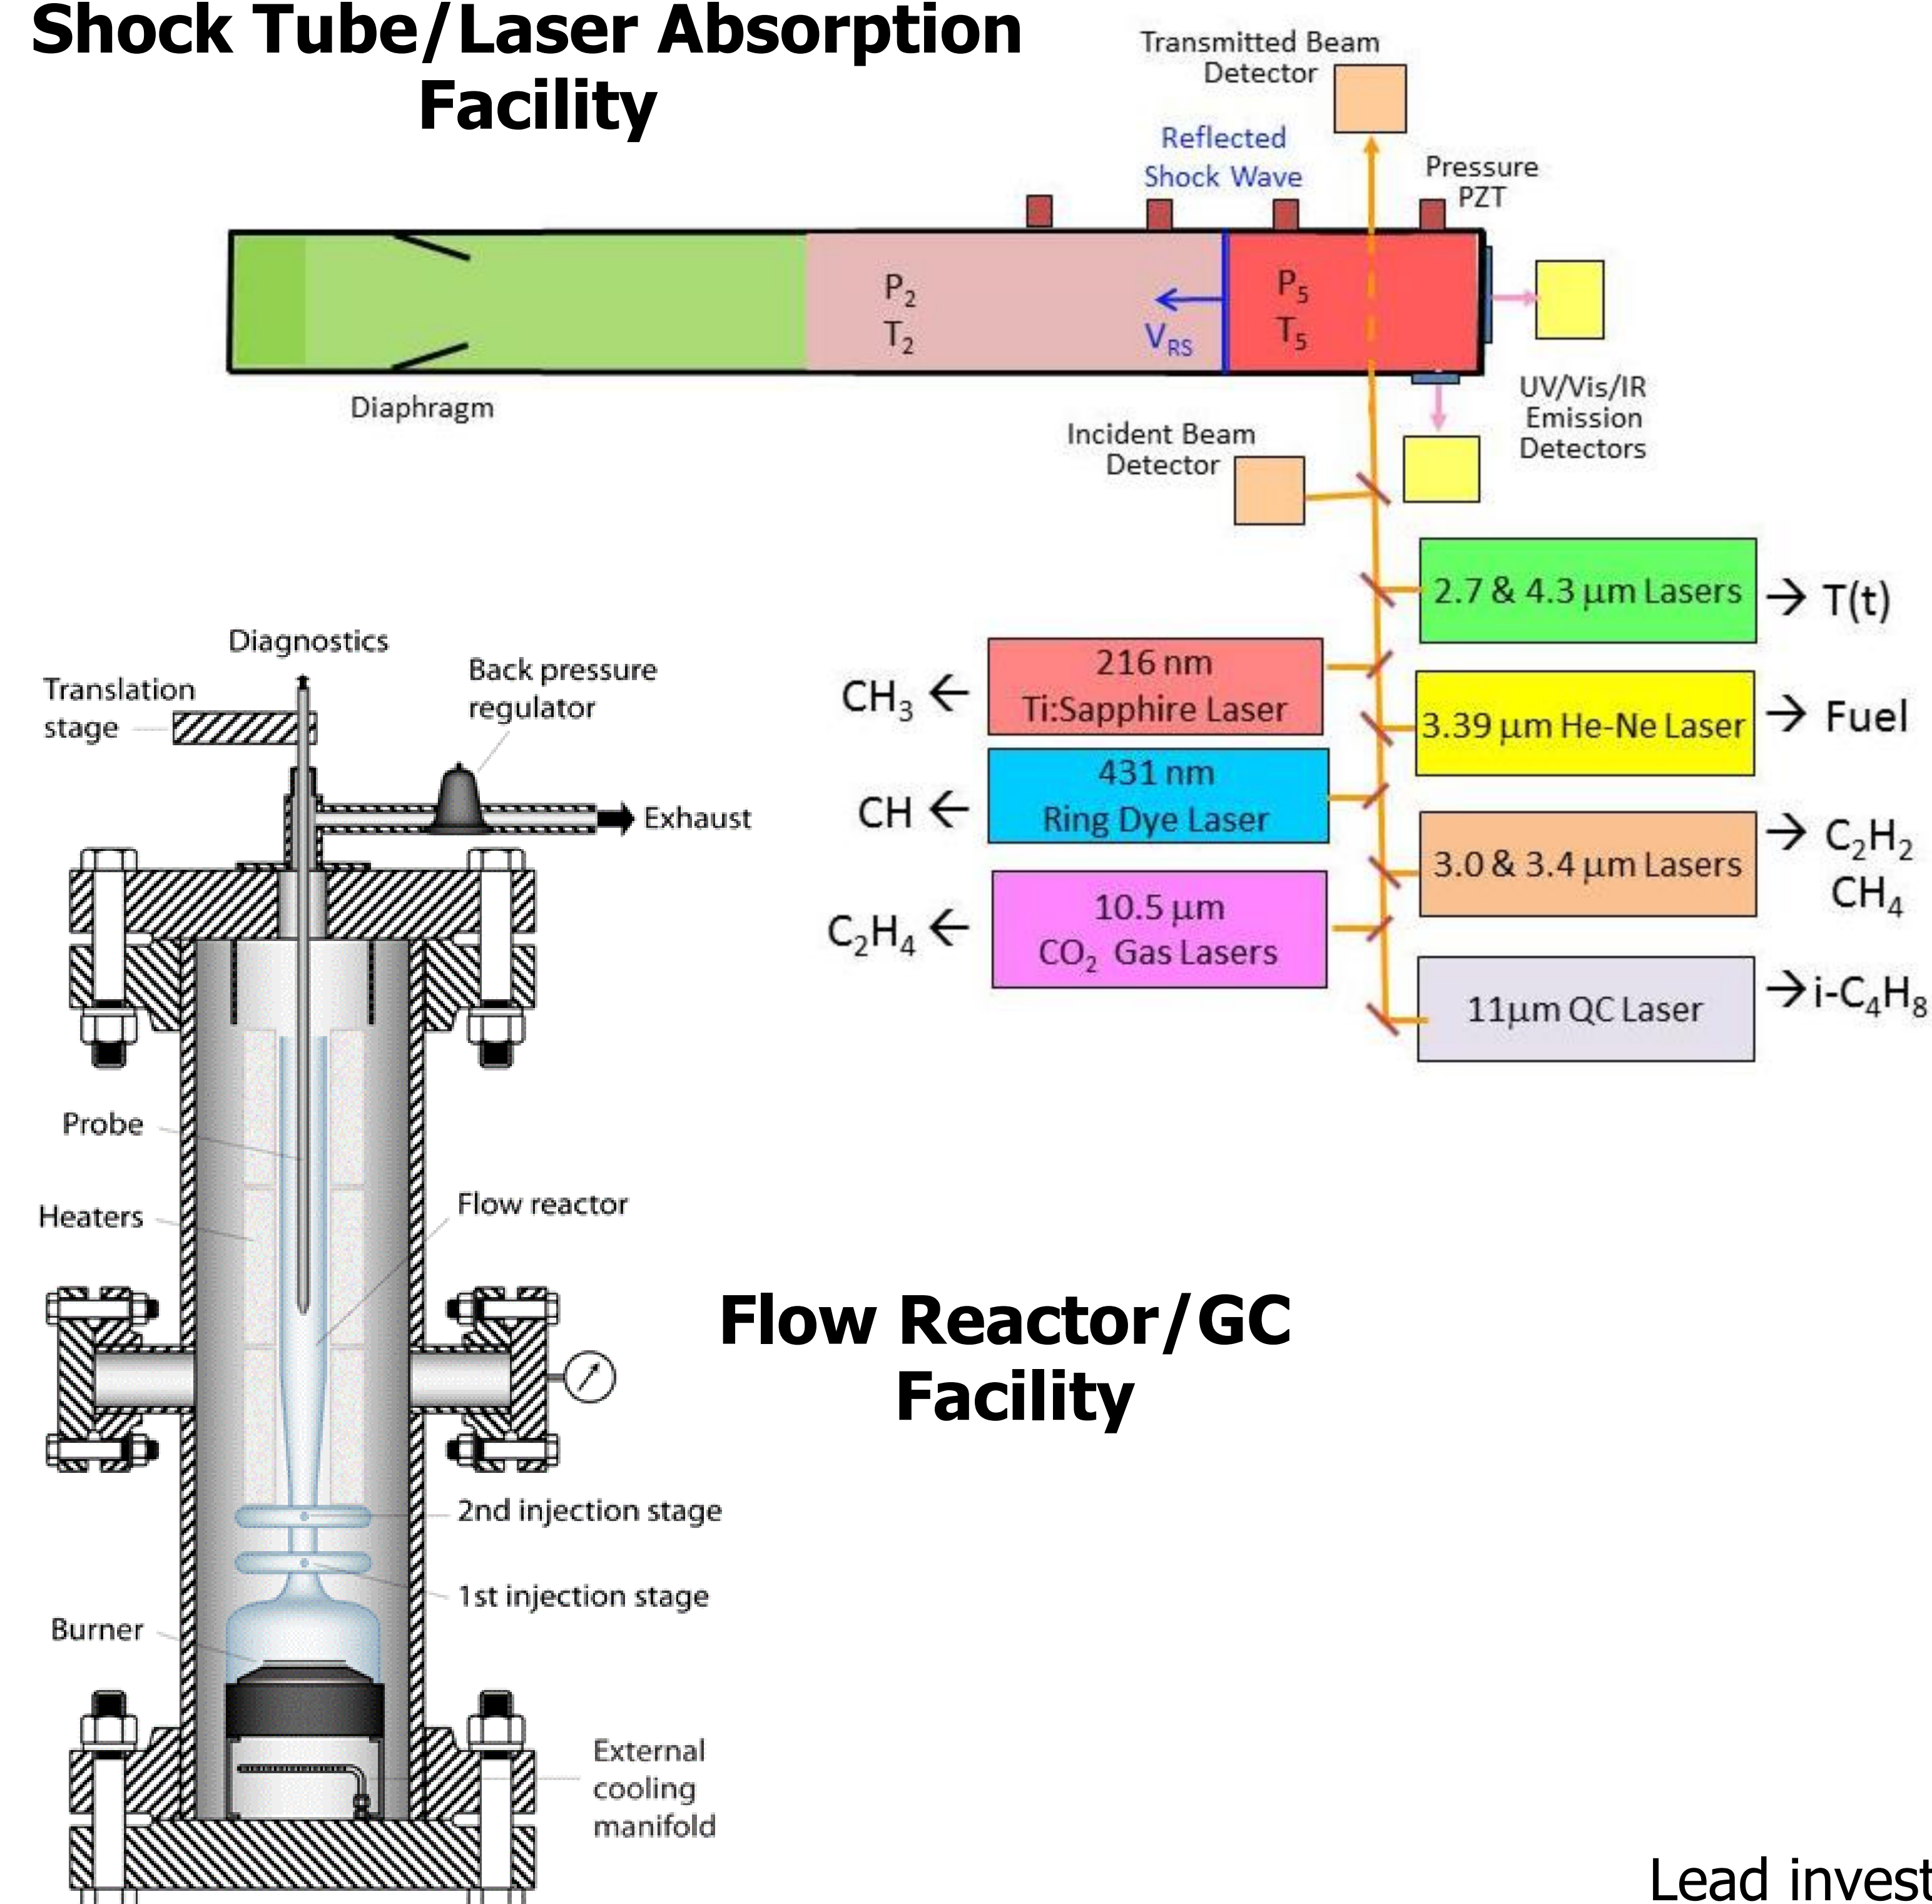 Shock Tube/Laser Absorption
Facility
Transmitted Beam
Detector
Reflected
Shock Wave
Pressure
PZT
P2
T2
VRS
P5
T5
Diaphragm
UV/Vis/IR
Emission
Detectors
Incident Beam
Detector
2.7 & 4.3 µm Lasers → T(t)
CH3 ← 216 nm
Ti:Sapphire Laser
3.39 µm He-Ne Laser → Fuel
CH ← 431 nm
Ring Dye Laser
3.0 & 3.4 µm Lasers → C2H2
CH4
C2H4 ← 10.5 µm
CO2 Gas Lasers
11µm QC Laser → i-C4H8
Diagnostics
Translation
stage
Back pressure
regulator
Exhaust
Probe
Heaters
Flow reactor
Flow Reactor/GC
Facility
2nd injection stage
1st injection stage
Burner
External
cooling
manifold
Lead invest